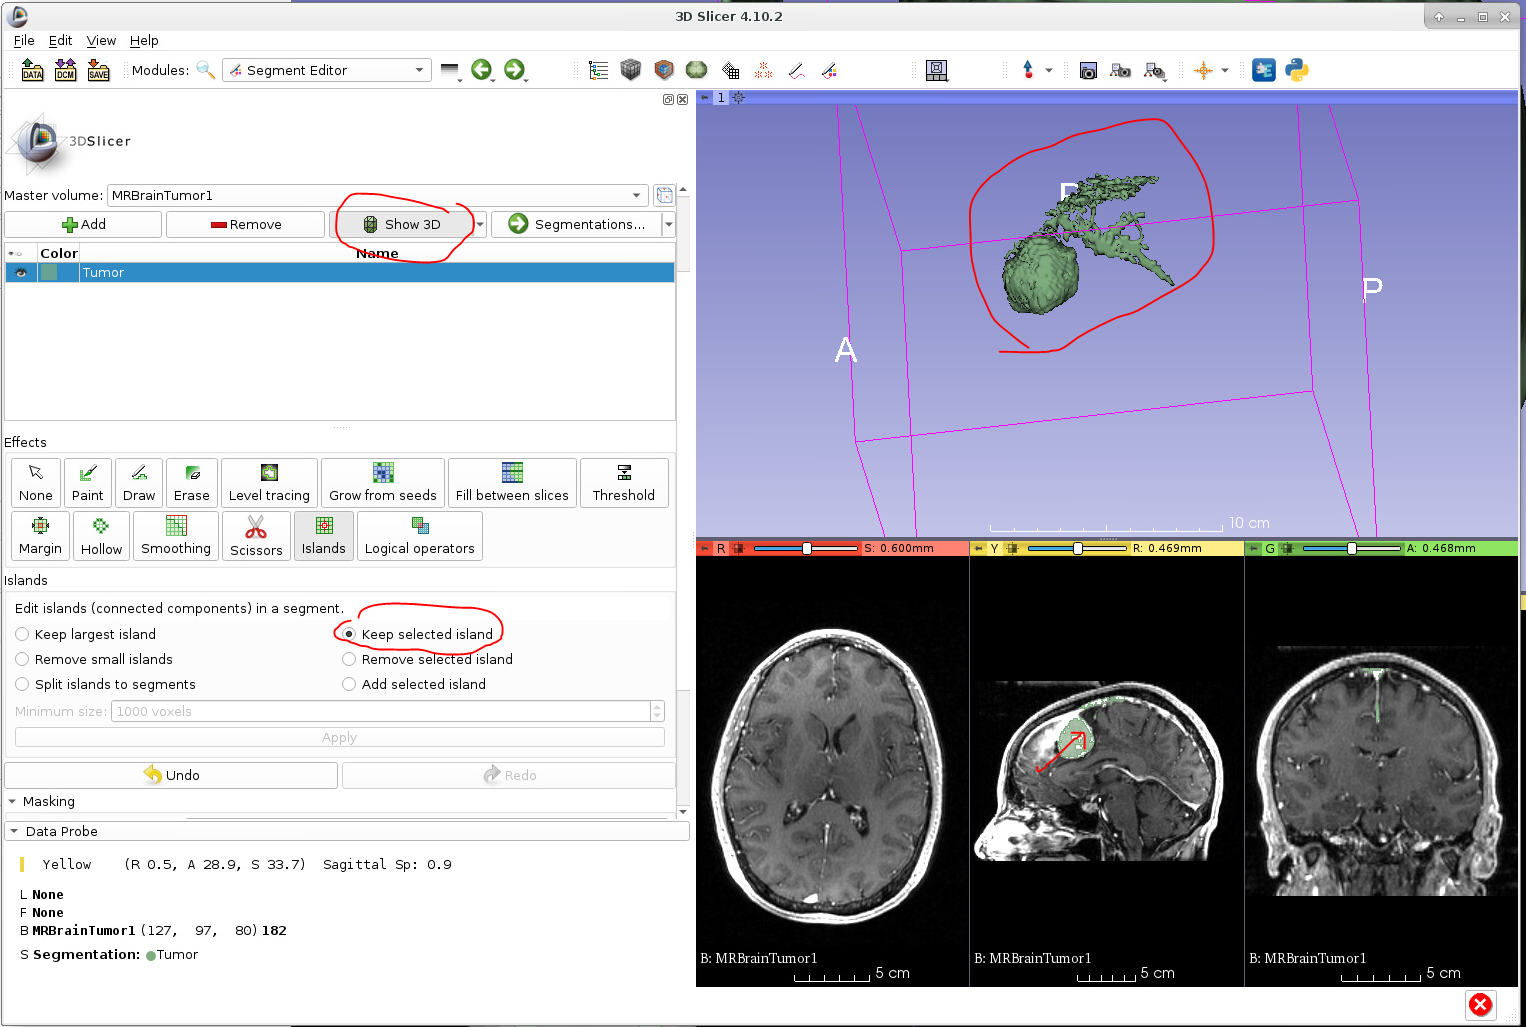 3D Slicer 4.10.2
File Edit View Help
DATA DCM SAVE Modules: Segment Editor
1
3DSlicer
Master volume: MRBrainTumor1
Add Remove Show 3D Segmentations...
Color Name
Tumor
Effects
None Paint Draw Erase Level tracing Grow from seeds Fill between slices Threshold
Margin Hollow Smoothing Scissors Islands Logical operators
Islands
Edit islands (connected components) in a segment.
Keep largest island Keep selected island
Remove small islands Remove selected island
Split islands to segments Add selected island
Minimum size: 1000 voxels
Apply
Undo Redo
Masking
Data Probe
Yellow (R 0.5, A 28.9, S 33.7) Sagittal Sp: 0.9
L None
F None
B MRBrainTumor1 (127, 97, 80) 182
S Segmentation: Tumor
P
A
10 cm
R S: 0.600mm Y R: 0.469mm G A: 0.468mm
B: MRBrainTumor1 B: MRBrainTumor1 B: MRBrainTumor1
5 cm 5 cm 5 cm